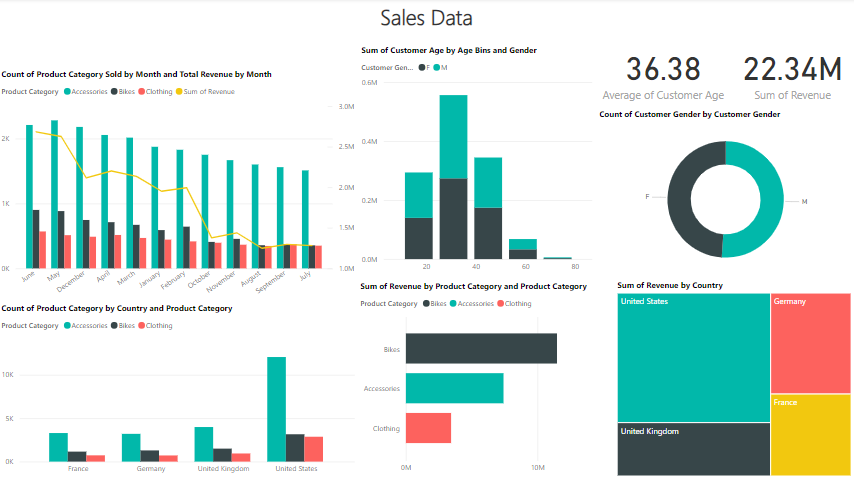 Sales Data
Count of Product Category Sold by Month and Total Revenue by Month
Product Category Accessories Bikes Clothing Sum of Revenue
3.0M
2.5M
2.0M
1.5M
1.0M
2K
1K
0K
June May December April March January February October November August September July
Sum of Customer Age by Age Bins and Gender
Customer Gen... F M
0.6M
0.4M
0.2M
0.0M
20 40 60 80
36.38
Average of Customer Age
22.34M
Sum of Revenue
Count of Customer Gender by Customer Gender
F
M
Count of Product Category by Country and Product Category
Product Category Accessories Bikes Clothing
10K
5K
0K
France Germany United Kingdom United States
Sum of Revenue by Product Category and Product Category
Product Category Bikes Accessories Clothing
Bikes
Accessories
Clothing
0M 10M
Sum of Revenue by Country
United States
Germany
France
United Kingdom